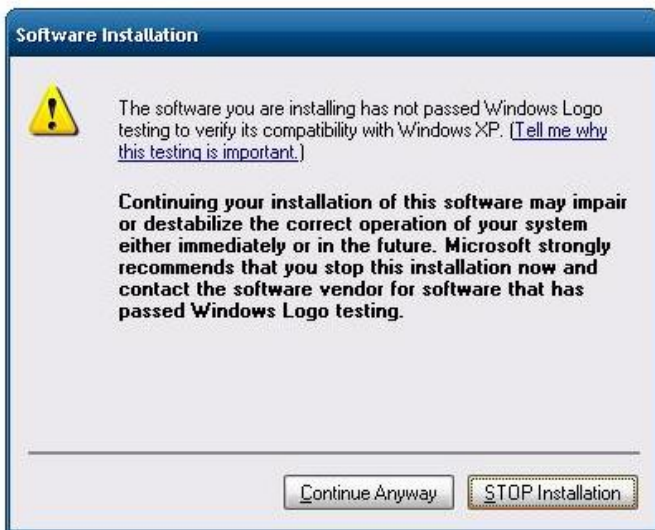 Software Installation
The software you are installing has not passed Windows Logo
testing to verify its compatibility with Windows XP. (Tell me why
this testing is important.)
Continuing your installation of this software may impair
or destabilize the correct operation of your system
either immediately or in the future. Microsoft strongly
recommends that you stop this installation now and
contact the software vendor for software that has
passed Windows Logo testing.
Continue Anyway
STOP Installation